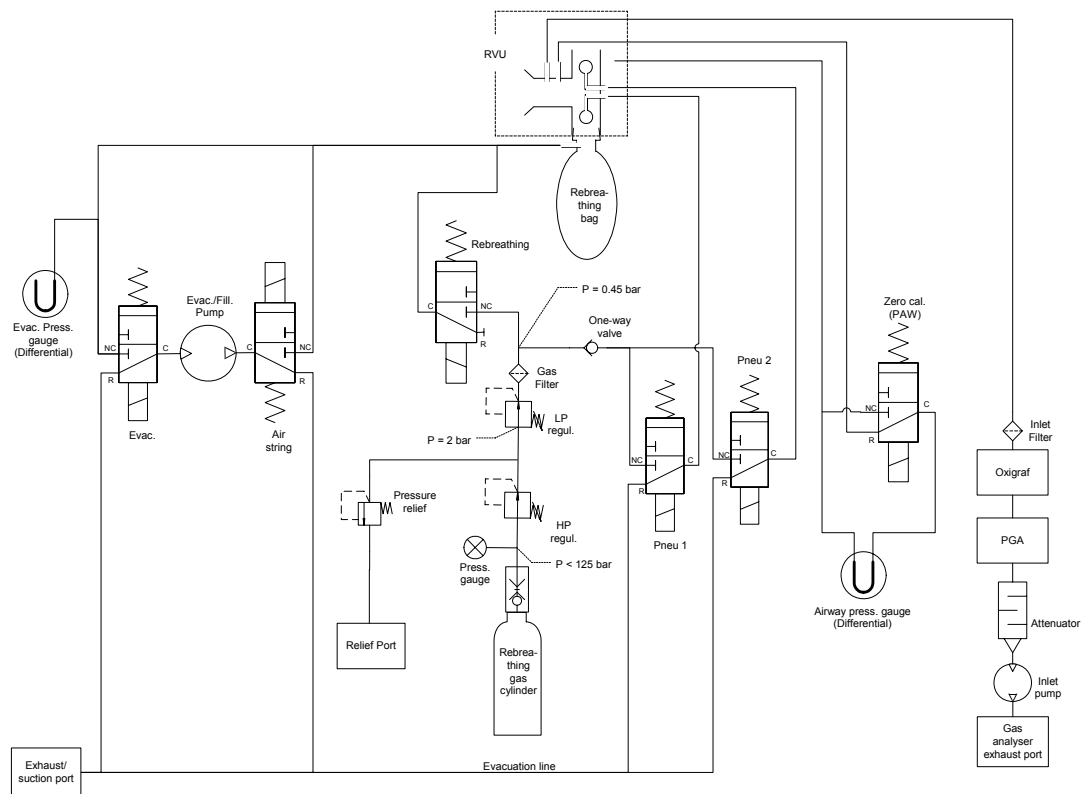 RVU
Rebrea-
thing
bag
Rebreathing
C
NC
R
P = 0.45 bar
One-way
valve
Zero cal.
(PAW)
Evac./Fill.
Pump
Evac. Press.
gauge
(Differential)
NC
C
R
C
NC
R
Evac.
Air
string
Gas
Filter
LP
regul.
P = 2 bar
Pneu 2
NC
C
R
NC
C
R
NC
C
R
Pneu 1
Inlet
Filter
Oxigraf
PGA
Pressure
relief
HP
regul.
Press.
gauge
P < 125 bar
Airway press. gauge
(Differential)
Attenuator
Relief Port
Rebrea-
thing
gas
cylinder
Inlet
pump
Gas
analyser
exhaust port
Exhaust/
suction port
Evacuation line